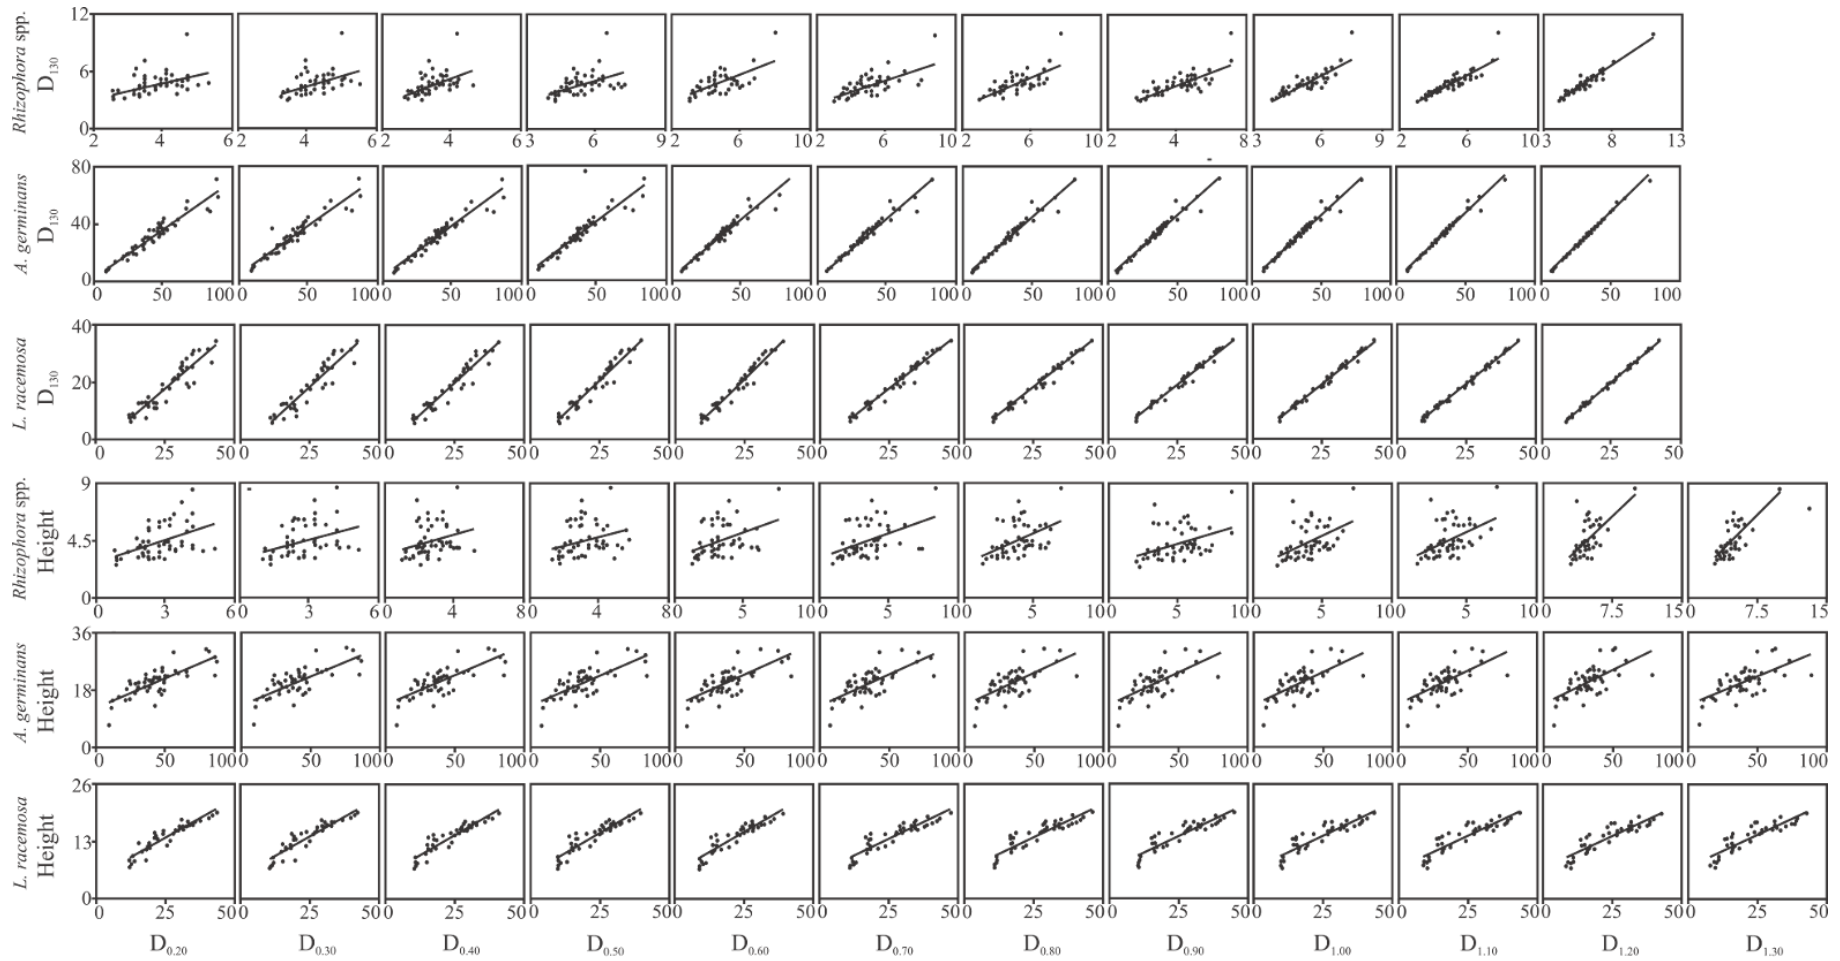 Rhizophora spp.
D130
12
6
0
2 4 6 2 4 6 2 4 6 3 6 9 2 6 10 2 6 10 2 6 10 2 4 8 3 6 9 2 6 10 3 8 13
A. germinans
D130
80
40
0
0 50 100 0 50 100 0 50 100 0 50 100 0 50 100 0 50 100 0 50 100 0 50 100 0 50 100 0 50 100 0 50 100
L. racemosa
D130
40
20
0
0 25 50 0 25 50 0 25 50 0 25 50 0 25 50 0 25 50 0 25 50 0 25 50 0 25 50 0 25 50 0 25 50
Rhizophora spp.
Height
9
4.5
0
0 3 6 0 3 6 0 4 8 0 4 8 0 5 10 0 5 10 0 5 10 0 5 10 0 5 10 0 5 10 0 7.5 15 0 7.5 15
A. germinans
Height
36
18
0
0 50 100 0 50 100 0 50 100 0 50 100 0 50 100 0 50 100 0 50 100 0 50 100 0 50 100 0 50 100 0 50 100 0 50 100
L. racemosa
Height
26
13
0
0 25 50 0 25 50 0 25 50 0 25 50 0 25 50 0 25 50 0 25 50 0 25 50 0 25 50 0 25 50 0 25 50 0 25 50
D0.20 D0.30 D0.40 D0.50 D0.60 D0.70 D0.80 D0.90 D1.00 D1.10 D1.20 D1.30